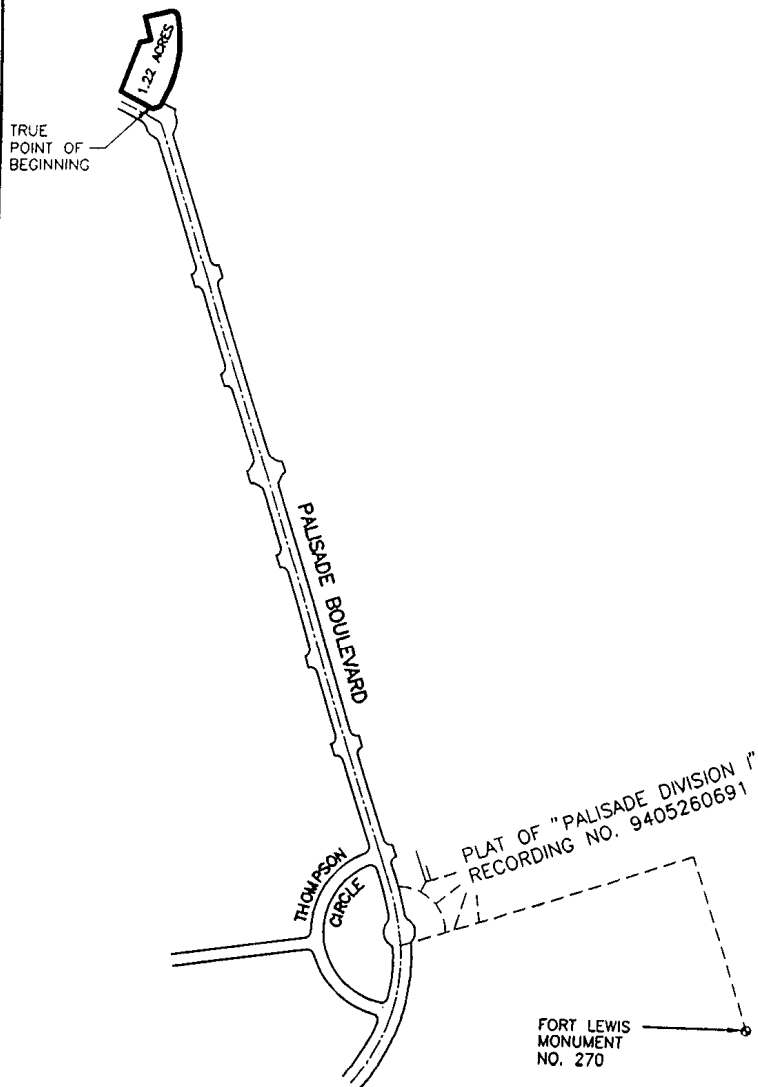 1.22 ACRES
TRUE
POINT OF
BEGINNING
PALISADE BOULEVARD
PLAT OF "PALISADE DIVISION I"
RECORDING NO. 9405260691
THOMPSON
CIRCLE
FORT LEWIS
MONUMENT
NO. 270